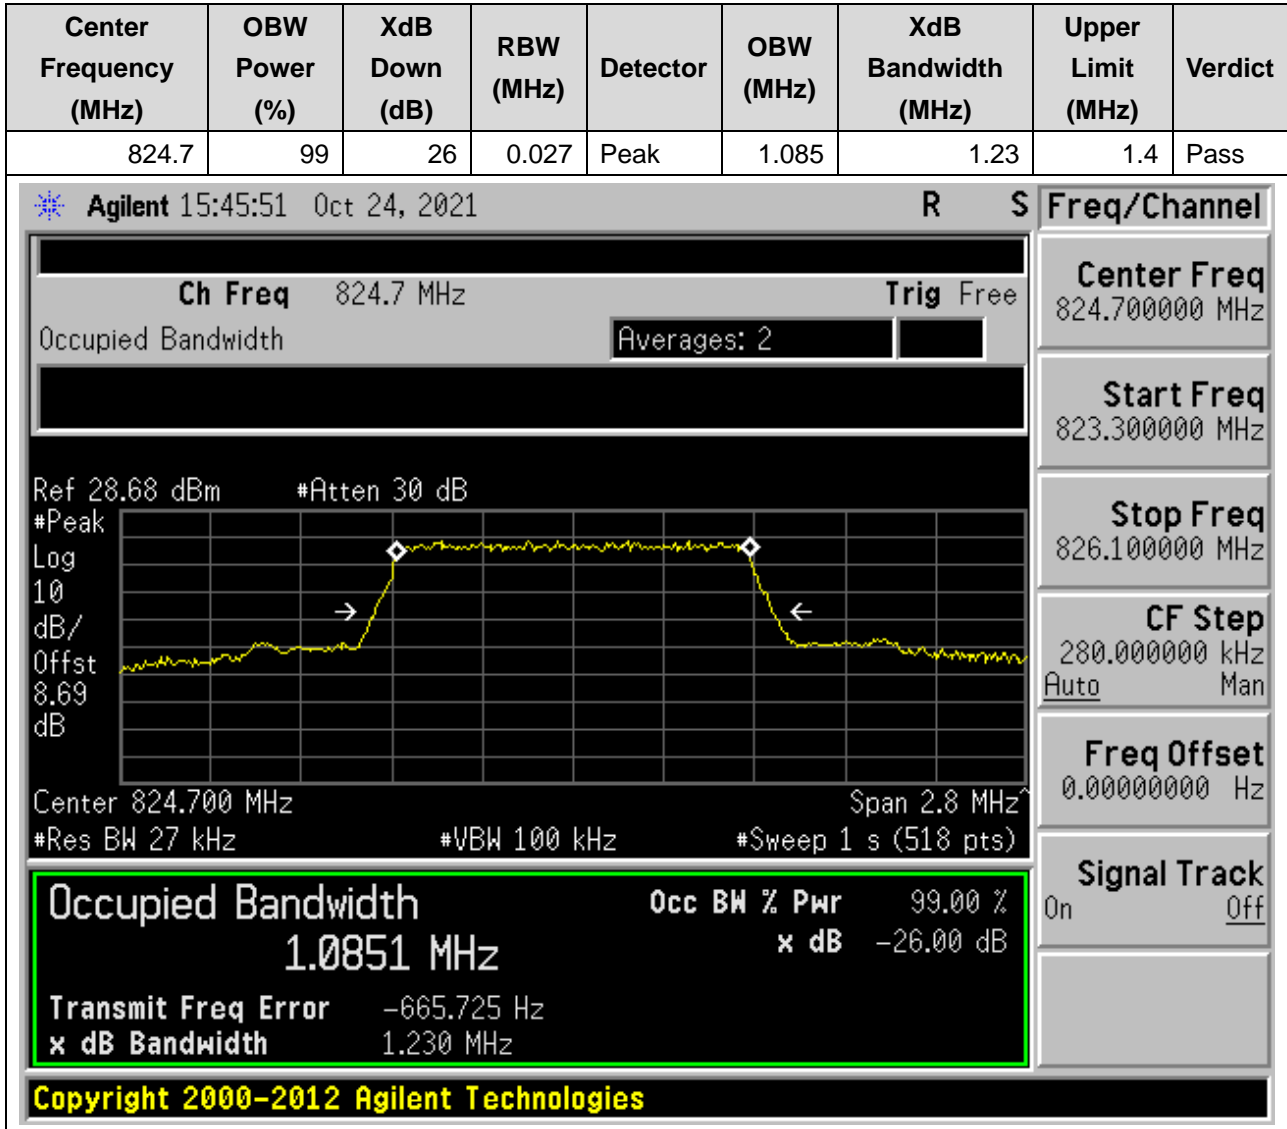 Center Frequency (MHz) OBW Power (%) XdB Down (dB) RBW (MHz) Detector OBW (MHz) XdB Bandwidth (MHz) Upper Limit (MHz) Verdict
824.7 99 26 0.027 Peak 1.085 1.23 1.4 Pass
Agilent 15:45:51 Oct 24, 2021 R S
Ch Freq 824.7 MHz Trig Free
Occupied Bandwidth Averages: 2
Ref 28.68 dBm #Atten 30 dB
#Peak
Log
10
dB/
Offst
8.69
dB
Center 824.700 MHz Span 2.8 MHz^
#Res BW 27 kHz #VBW 100 kHz #Sweep 1 s (518 pts)
Occupied Bandwidth Occ BW % Pwr 99.00 %
1.0851 MHz x dB -26.00 dB
Transmit Freq Error -665.725 Hz
x dB Bandwidth 1.230 MHz
Copyright 2000-2012 Agilent Technologies
Freq/Channel
Center Freq
824.700000 MHz
Start Freq
823.300000 MHz
Stop Freq
826.100000 MHz
CF Step
280.000000 kHz
Auto Man
Freq Offset
0.00000000 Hz
Signal Track
On Off